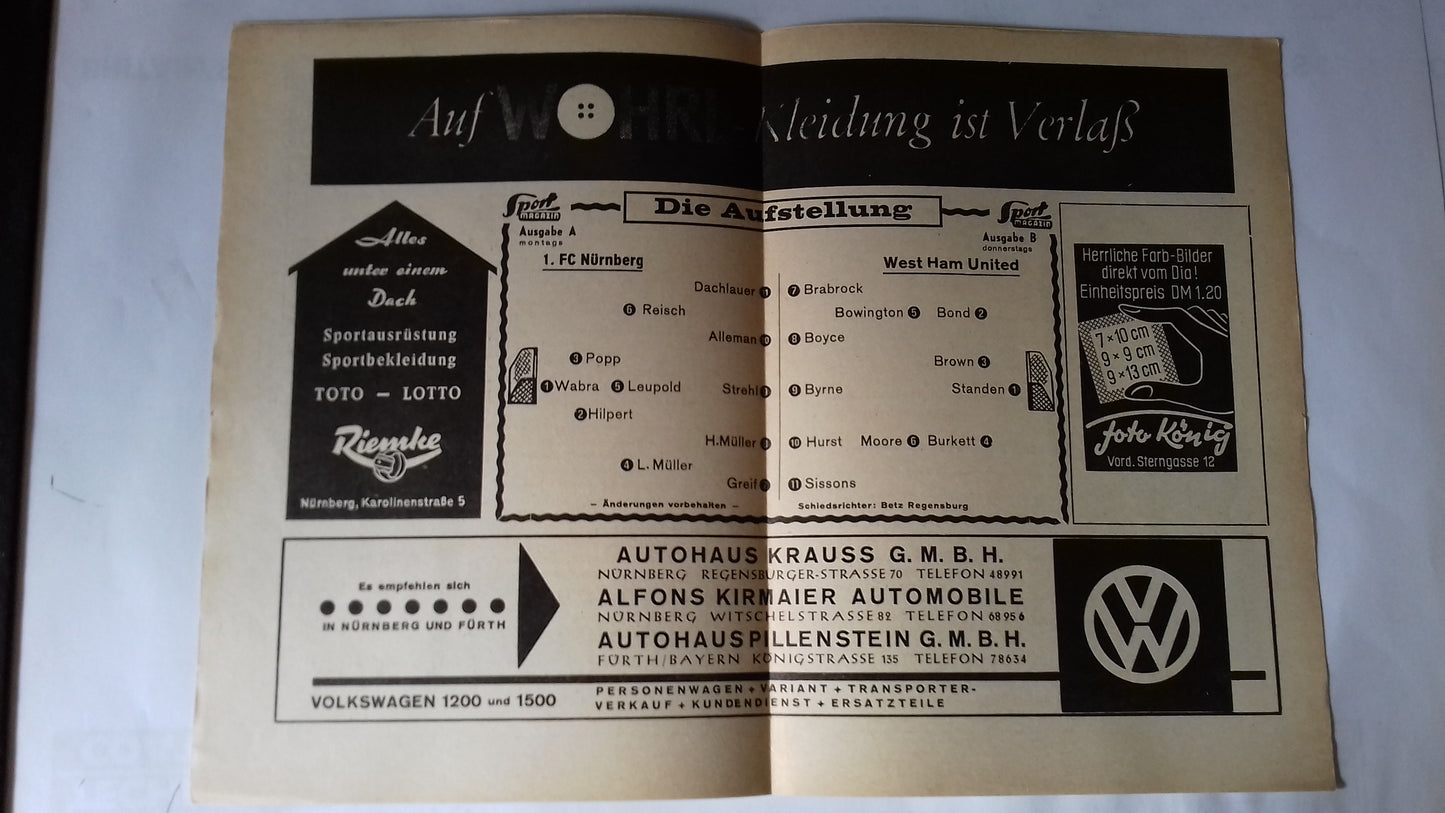 Auf WÖHRL-Kleidung ist Verlaß
Alles
unter einem
Dach
Sportausrüstung
Sportbekleidung
TOTO — LOTTO
Riemke
Nürnberg, Karolinenstraße 5
Sport MAGAZIN
Die Aufstellung
Sport MAGAZIN
Ausgabe A
montags
Ausgabe B
donnerstags
1. FC Nürnberg
Dachlauer 11
6 Reisch
Alleman 10
3 Popp
1 Wabra 5 Leupold
Strehl
2 Hilpert
H.Müller 8
4 L. Müller
Greif
– Änderungen vorbehalten –
West Ham United
7 Brabrock
Bowington 5 Bond 2
8 Boyce
Brown 3
9 Byrne Standen 1
10 Hurst Moore 6 Burkett 4
11 Sissons
Schiedsrichter: Betz Regensburg
Herrliche Farb-Bilder
direkt vom Dia!
Einheitspreis DM 1.20
7 × 10 cm
9 × 9 cm
9 × 13 cm
foto König
Vord. Sterngasse 12
Es empfehlen sich
IN NÜRNBERG UND FÜRTH
AUTOHAUS KRAUSS G. M. B. H.
NÜRNBERG REGENSBURGER-STRASSE 70 TELEFON 48991
ALFONS KIRMAIER AUTOMOBILE
NÜRNBERG WITSCHELSTRASSE 82 TELEFON 68956
AUTOHAUS PILLENSTEIN G. M. B. H.
FÜRTH/BAYERN KÖNIGSTRASSE 135 TELEFON 78634
VOLKSWAGEN 1200 und 1500
PERSONENWAGEN + VARIANT + TRANSPORTER-
VERKAUF + KUNDENDIENST + ERSATZTEILE
VW